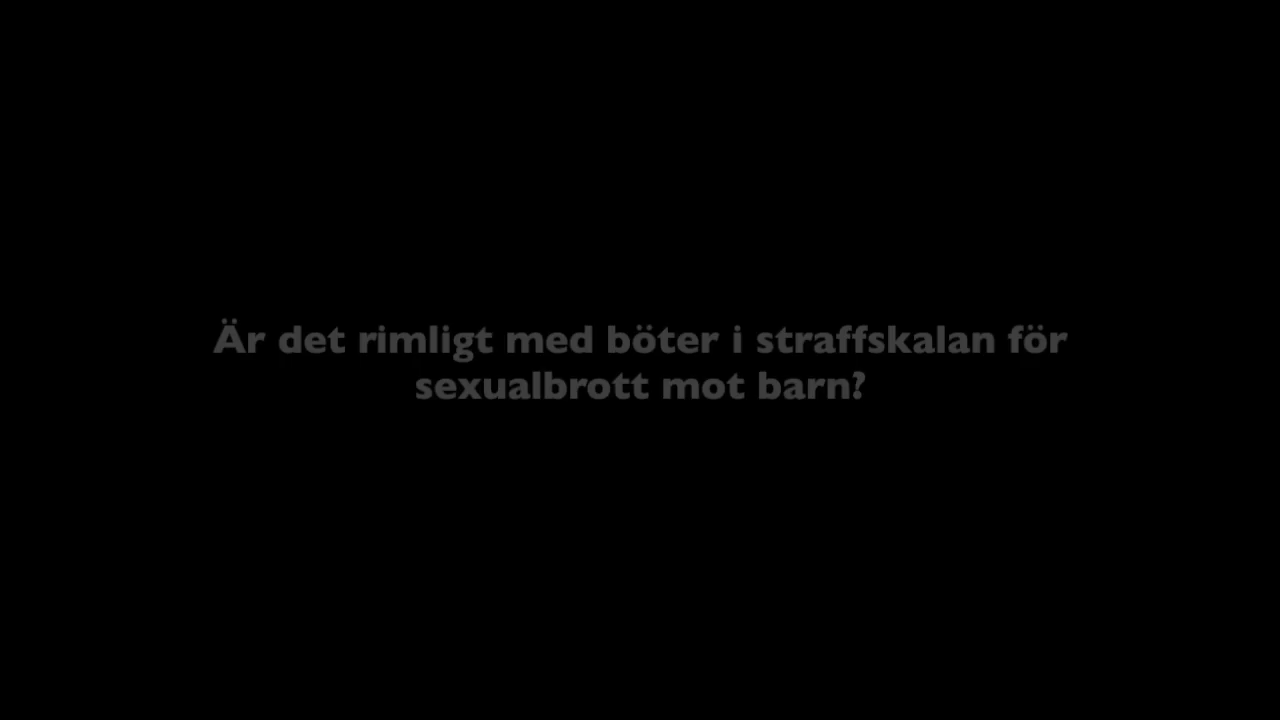 Är det rimligt med böter i straffskalan för
sexualbrott mot barn?